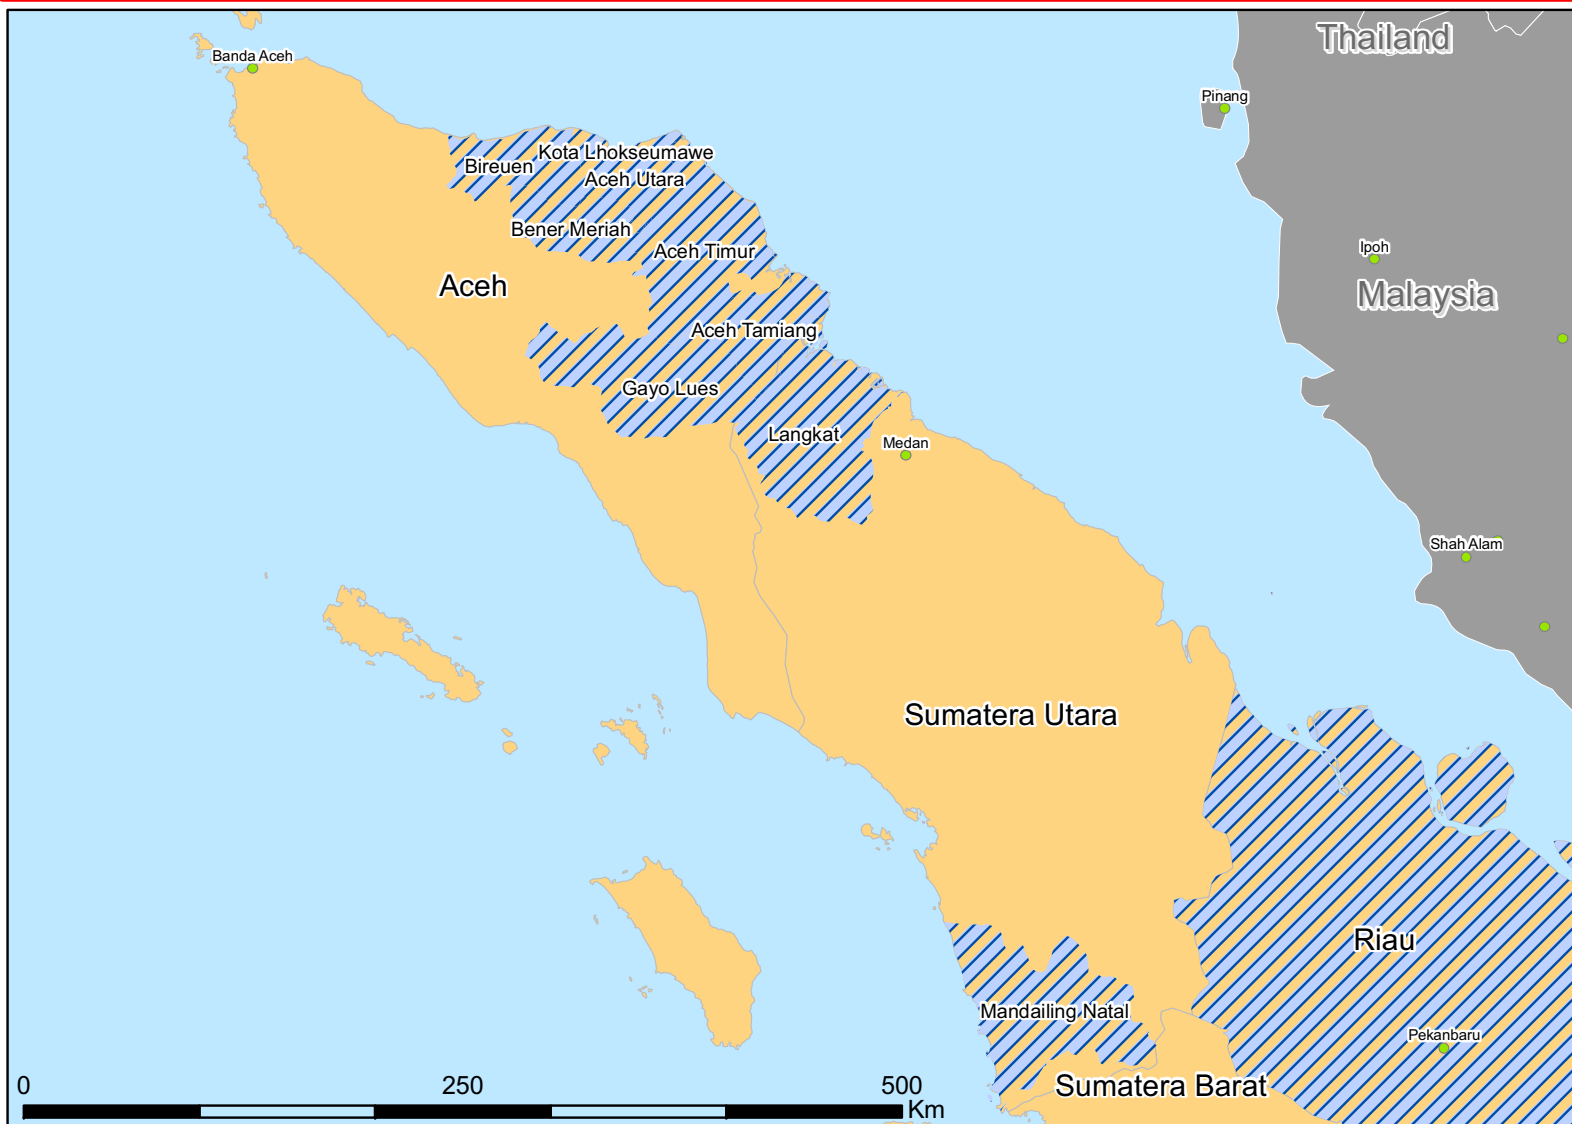 Thailand
Banda Aceh
Pinang
Kota Lhokseumawe
Bireuen
Aceh Utara
Bener Meriah
Aceh Timur
Ipoh
Aceh
Malaysia
Aceh Tamiang
Gayo Lues
Langkat
Medan
Shah Alam
Sumatera Utara
Riau
Mandailing Natal
Pekanbaru
Sumatera Barat
0 250 500
Km